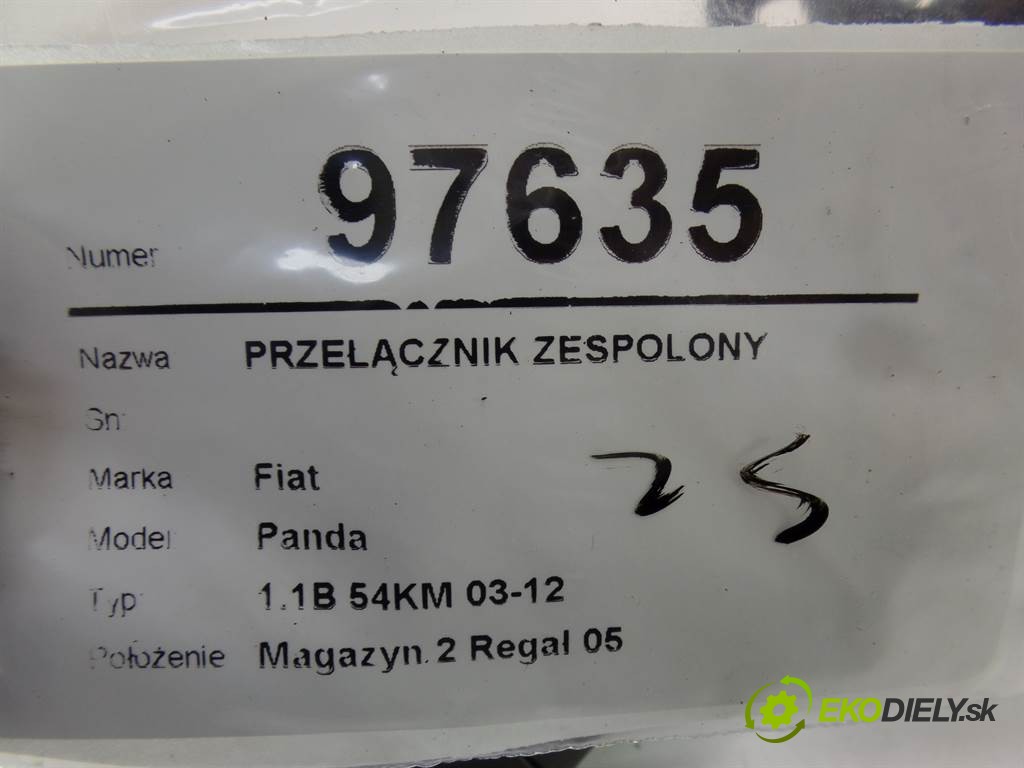 Numer 97635
Nazwa PRZEŁĄCZNIK ZESPOLONY
Marka Fiat
Model Panda
Typ 1.1B 54KM 03-12
Położenie Magazyn 2 Regał 05
EKODIELY.sk